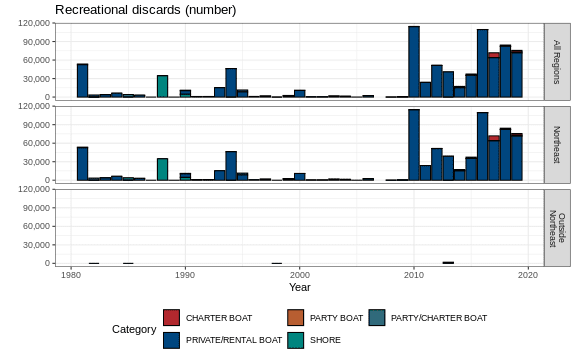 Recreational discards (number)
120,000
90,000
60,000
30,000
0
All Regions
120,000
90,000
60,000
30,000
0
Northeast
120,000
90,000
60,000
30,000
0
Outside
Northeast
1980 1990 2000 2010 2020
Year
Category
CHARTER BOAT PARTY BOAT PARTY/CHARTER BOAT
PRIVATE/RENTAL BOAT SHORE